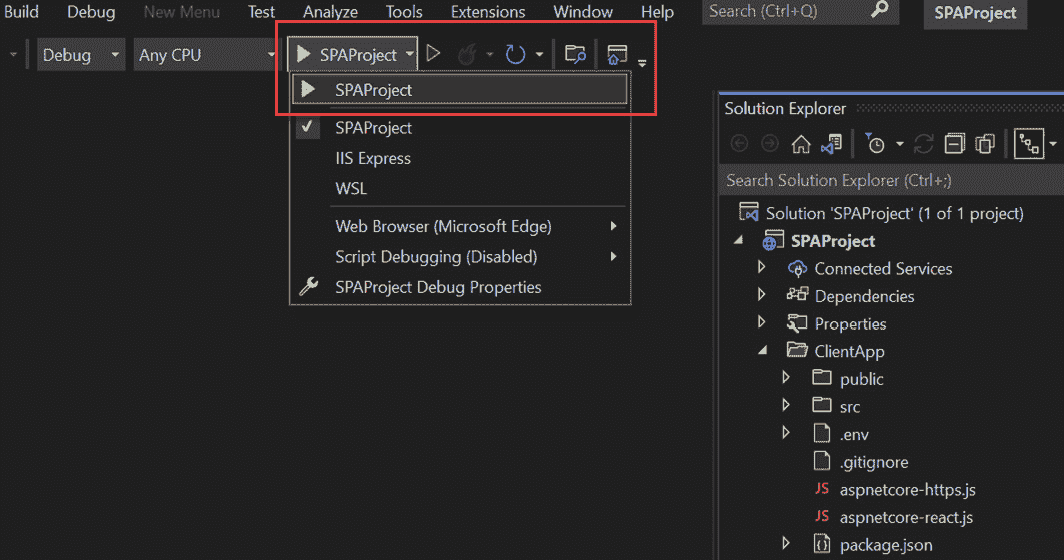 Build Debug New Menu Test Analyze Tools Extensions Window Help Search (Ctrl+Q) SPAProject
Debug Any CPU SPAProject
SPAProject
SPAProject
IIS Express
WSL
Web Browser (Microsoft Edge)
Script Debugging (Disabled)
SPAProject Debug Properties
Solution Explorer
Search Solution Explorer (Ctrl+;)
Solution 'SPAProject' (1 of 1 project)
SPAProject
Connected Services
Dependencies
Properties
ClientApp
public
src
.env
.gitignore
JS aspnetcore-https.js
JS aspnetcore-react.js
package.json